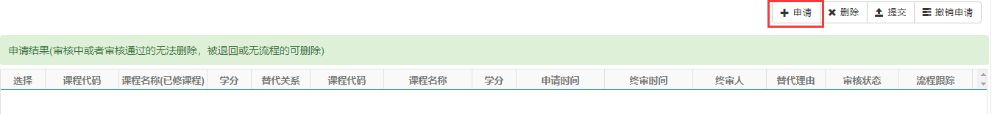 申请 删除 提交 撤销申请
申请结果(审核中或者审核通过的无法删除，被退回或无流程的可删除)
选择 课程代码 课程名称(已修课程) 学分 替代关系 课程代码 课程名称 学分 申请时间 终审时间 终审人 替代理由 审核状态 流程跟踪